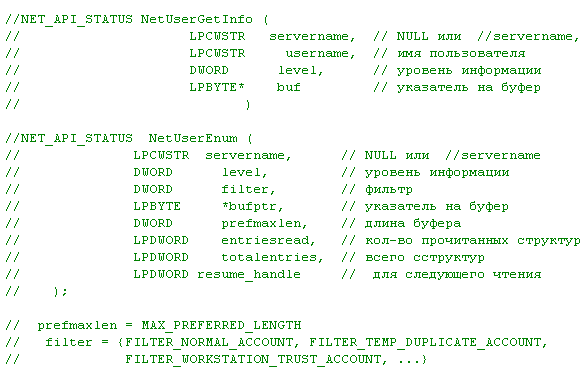 //NET_API_STATUS NetUserGetInfo (
// LPCWSTR servername, // NULL или //servername,
// LPCWSTR username, // имя пользователя
// DWORD level, // уровень информации
// LPBYTE* buf // указатель на буфер
// )
//NET_API_STATUS NetUserEnum (
// LPCWSTR servername, // NULL или //servername
// DWORD level, // уровень информации
// DWORD filter, // фильтр
// LPBYTE *bufptr, // указатель на буфер
// DWORD prefmaxlen, // длина буфера
// LPDWORD entriesread, // кол-во прочитанных структур
// LPDWORD totalentries, // всего сструктур
// LPDWORD resume_handle // для следующего чтения
// );
// prefmaxlen = MAX_PREFERRED_LENGTH
// filter = {FILTER_NORMAL_ACCOUNT, FILTER_TEMP_DUPLICATE_ACCOUNT,
// FILTER_WORKSTATION_TRUST_ACCOUNT, ...}